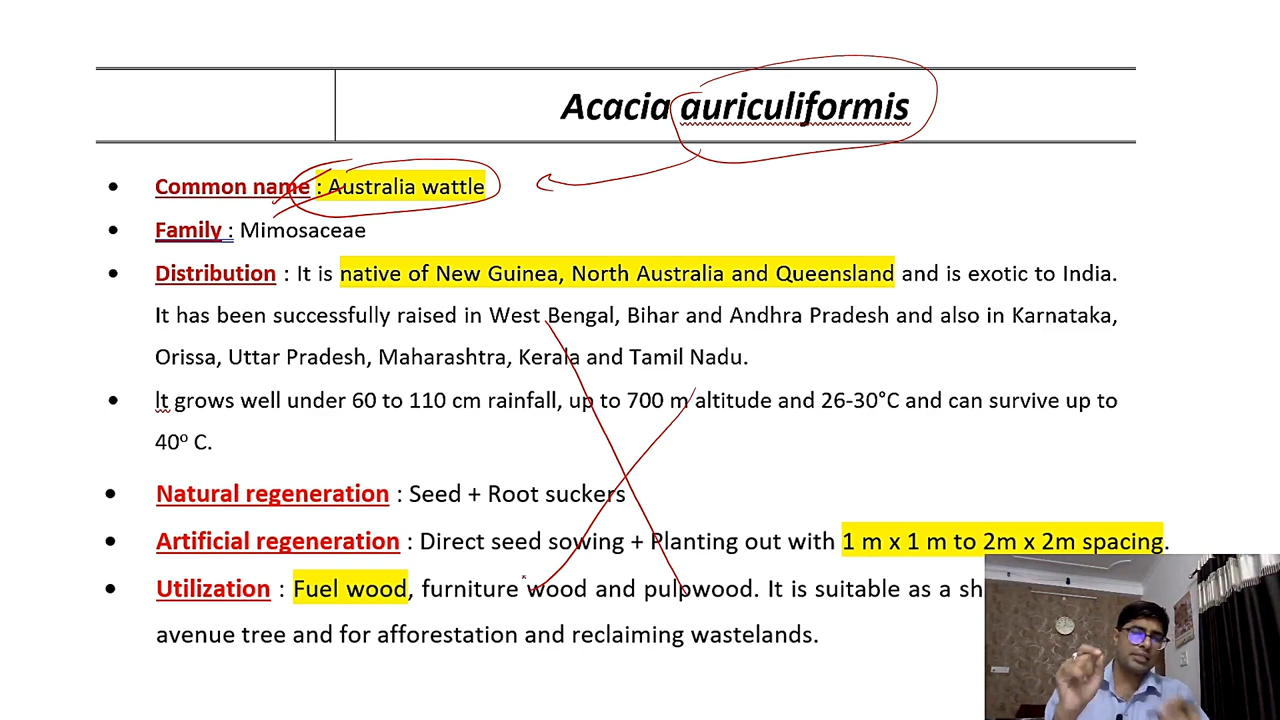 Acacia auriculiformis
• Common name : Australia wattle
• Family : Mimosaceae
• Distribution : It is native of New Guinea, North Australia and Queensland and is exotic to India.
It has been successfully raised in West Bengal, Bihar and Andhra Pradesh and also in Karnataka,
Orissa, Uttar Pradesh, Maharashtra, Kerala and Tamil Nadu.
• lt grows well under 60 to 110 cm rainfall, up to 700 m altitude and 26-30°C and can survive up to
40º C.
• Natural regeneration : Seed + Root suckers
• Artificial regeneration : Direct seed sowing + Planting out with 1 m x 1 m to 2m x 2m spacing.
• Utilization : Fuel wood, furniture wood and pulpwood. It is suitable as a
avenue tree and for afforestation and reclaiming wastelands.